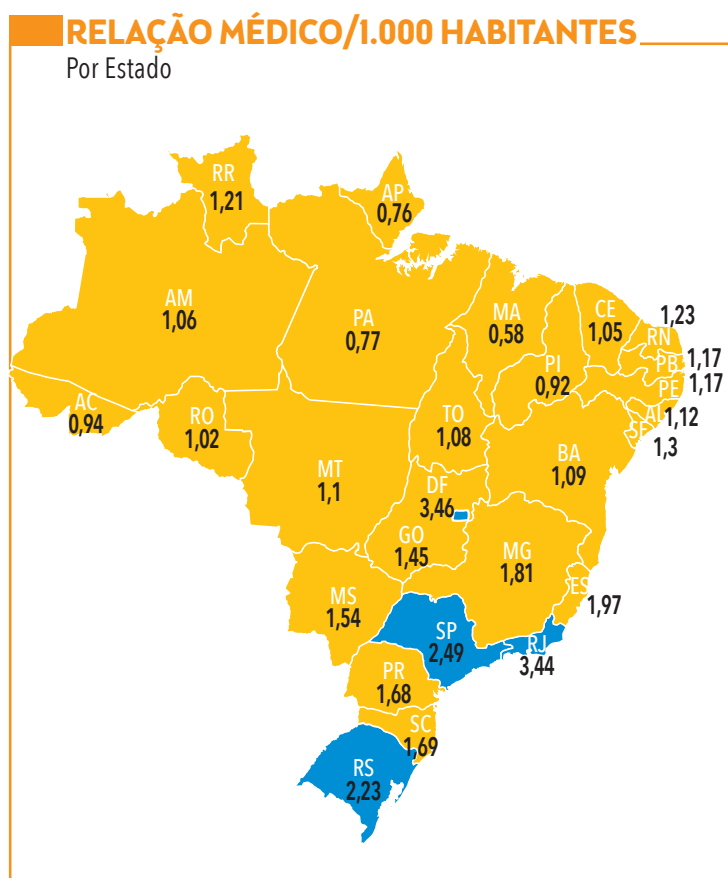 RELAÇÃO MÉDICO/1.000 HABITANTES
Por Estado
RR
1,21
AP
0,76
AM
1,06
PA
0,77
MA
0,58
CE
1,05
1,23
RN
PI
0,92
PB
1,17
PE
1,17
AC
0,94
RO
1,02
TO
1,08
AL
1,12
SE
1,3
BA
1,09
MT
1,1
DF
3,46
GO
1,45
MG
1,81
ES
1,97
MS
1,54
SP
2,49
RJ
3,44
PR
1,68
SC
1,69
RS
2,23